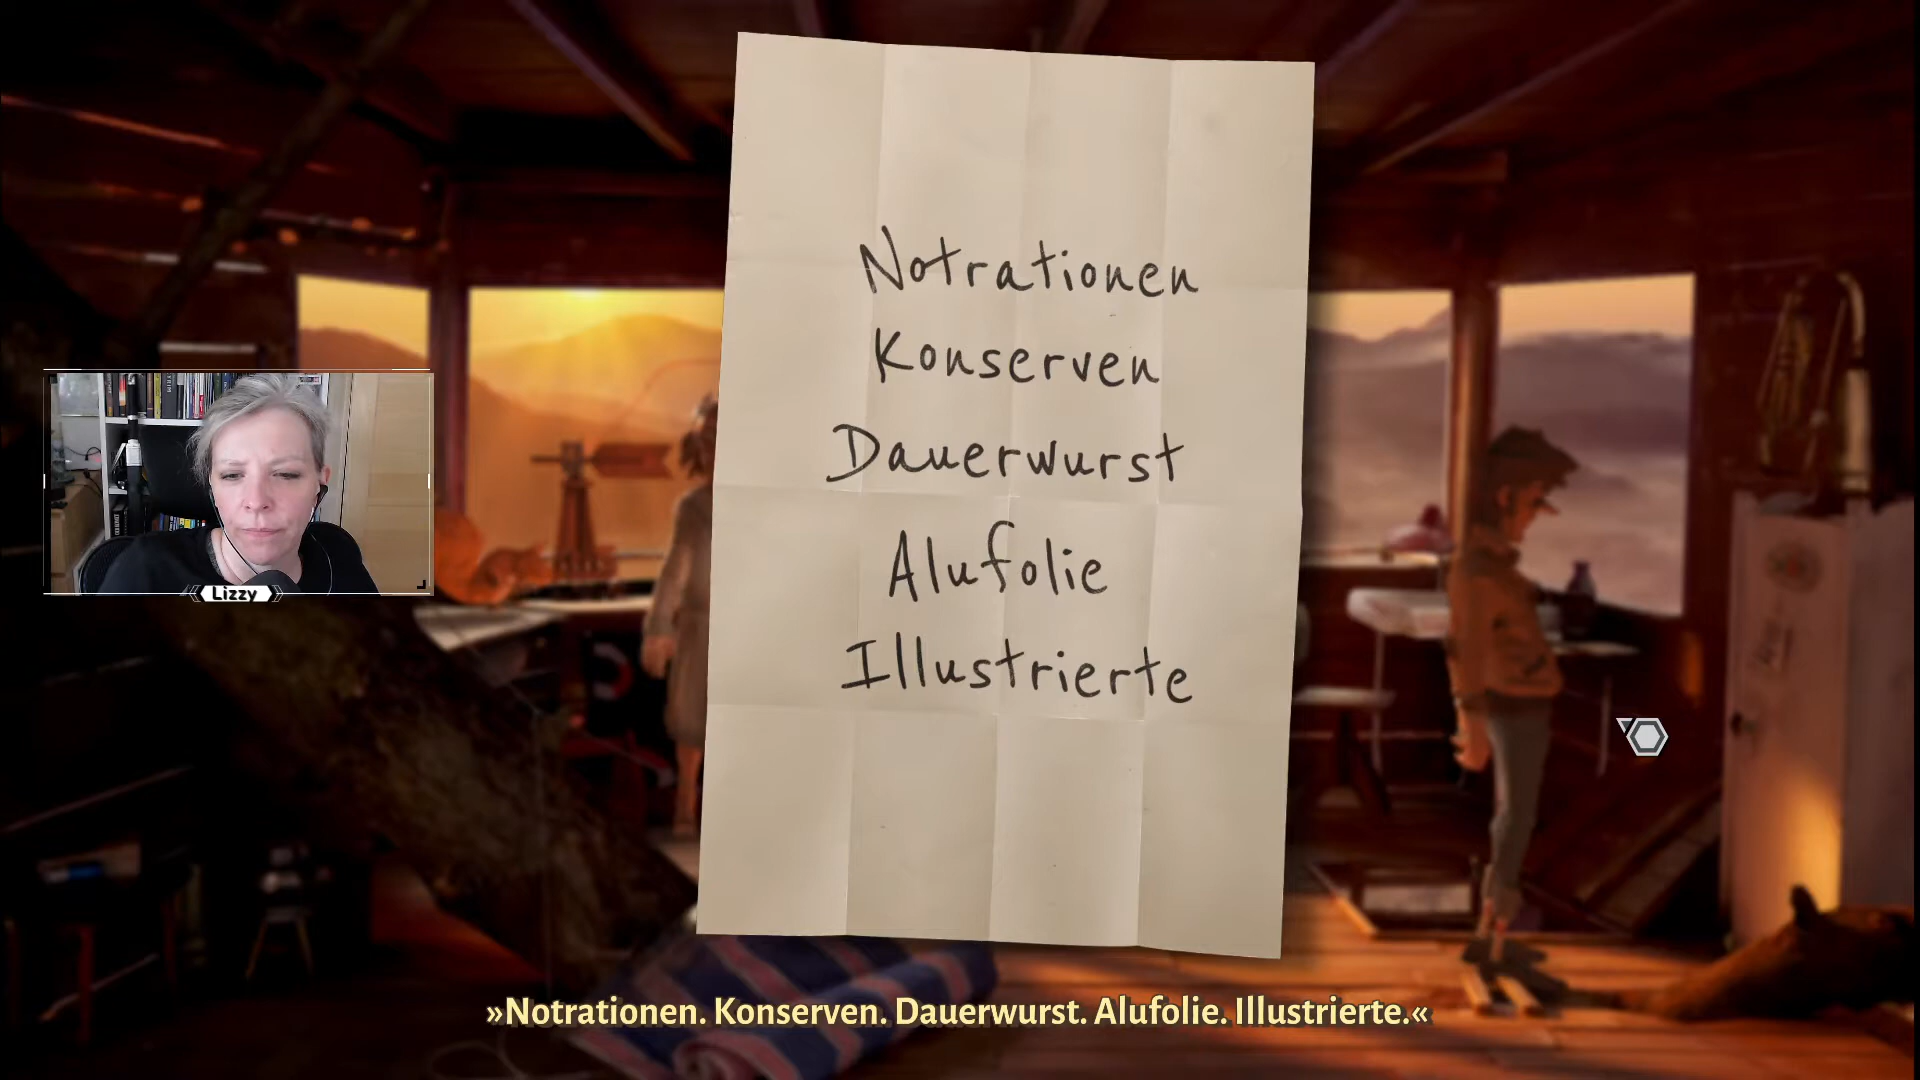 Notrationen
Konserven
Dauerwurst
Alufolie
Illustrierte
Lizzy
»Notrationen. Konserven. Dauerwurst. Alufolie. Illustrierte.«